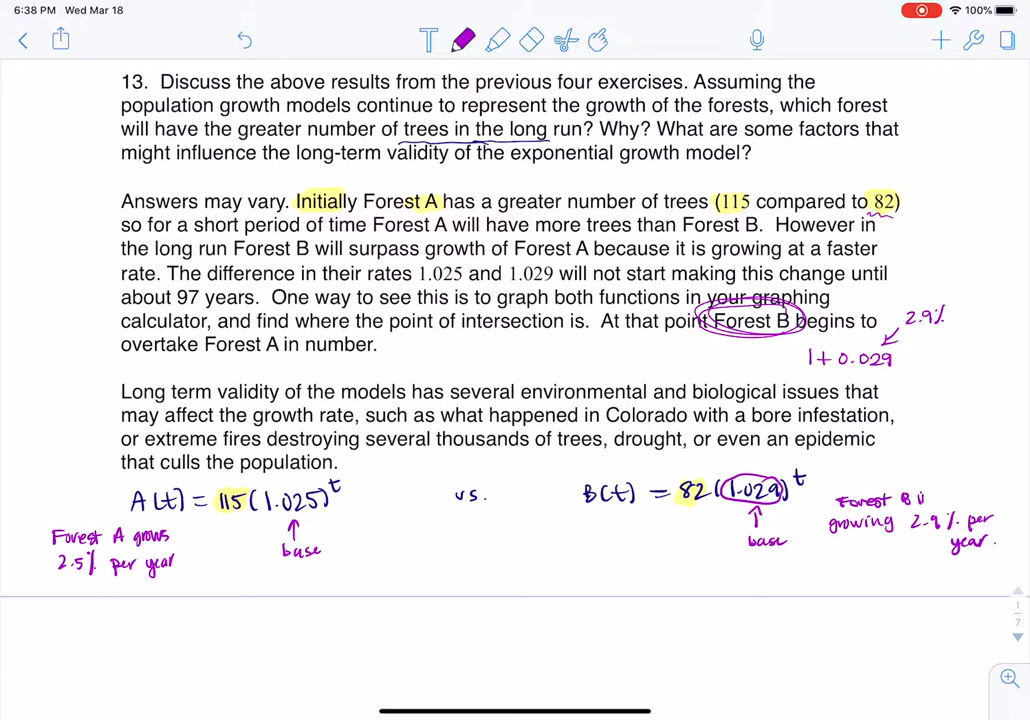 6:38 PM Wed Mar 18
100%
13. Discuss the above results from the previous four exercises. Assuming the
population growth models continue to represent the growth of the forests, which forest
will have the greater number of trees in the long run? Why? What are some factors that
might influence the long-term validity of the exponential growth model?
Answers may vary. Initially Forest A has a greater number of trees (115 compared to 82)
so for a short period of time Forest A will have more trees than Forest B. However in
the long run Forest B will surpass growth of Forest A because it is growing at a faster
rate. The difference in their rates 1.025 and 1.029 will not start making this change until
about 97 years. One way to see this is to graph both functions in your graphing
calculator, and find where the point of intersection is. At that point Forest B begins to
overtake Forest A in number.
2.9%
1 + 0.029
Long term validity of the models has several environmental and biological issues that
may affect the growth rate, such as what happened in Colorado with a bore infestation,
or extreme fires destroying several thousands of trees, drought, or even an epidemic
that culls the population.
A(t) = 115(1.025)^t vs. B(t) = 82(1.029)^t
Forest A grows
2.5% per year
base
base
Forest B is
growing 2.9% per
year.
1
7